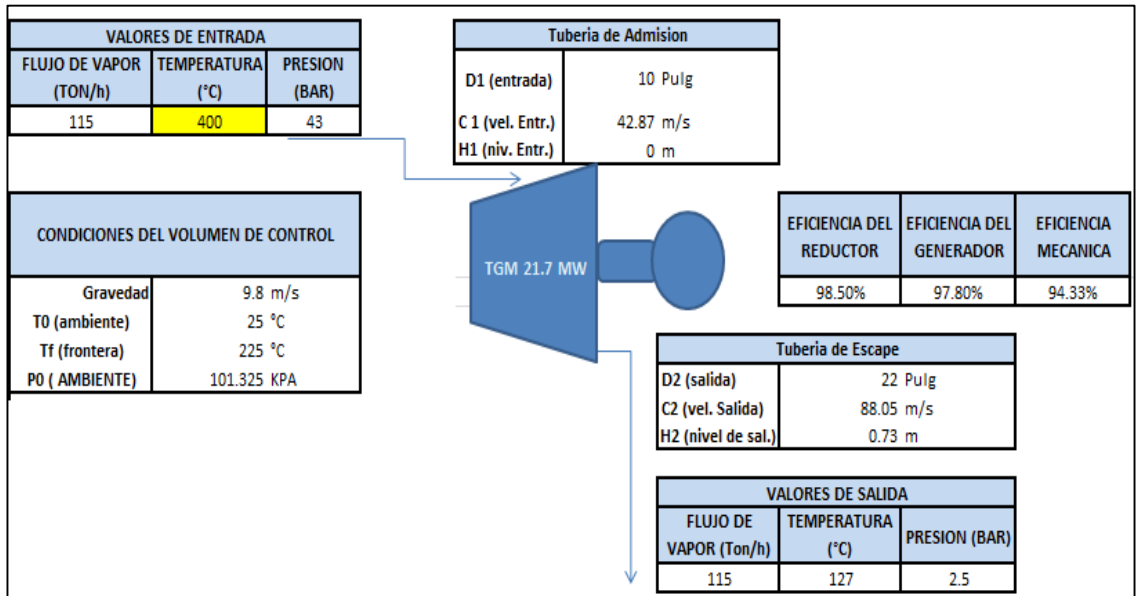 VALORES DE ENTRADA
FLUJO DE VAPOR (TON/h) TEMPERATURA (°C) PRESION (BAR)
115 400 43
Tuberia de Admision
D1 (entrada) 10 Pulg
C 1 (vel. Entr.) 42.87 m/s
H1 (niv. Entr.) 0 m
CONDICIONES DEL VOLUMEN DE CONTROL
Gravedad 9.8 m/s
T0 (ambiente) 25 °C
Tf (frontera) 225 °C
P0 ( AMBIENTE) 101.325 KPA
TGM 21.7 MW
EFICIENCIA DEL REDUCTOR EFICIENCIA DEL GENERADOR EFICIENCIA MECANICA
98.50% 97.80% 94.33%
Tuberia de Escape
D2 (salida) 22 Pulg
C2 (vel. Salida) 88.05 m/s
H2 (nivel de sal.) 0.73 m
VALORES DE SALIDA
FLUJO DE VAPOR (Ton/h) TEMPERATURA (°C) PRESION (BAR)
115 127 2.5